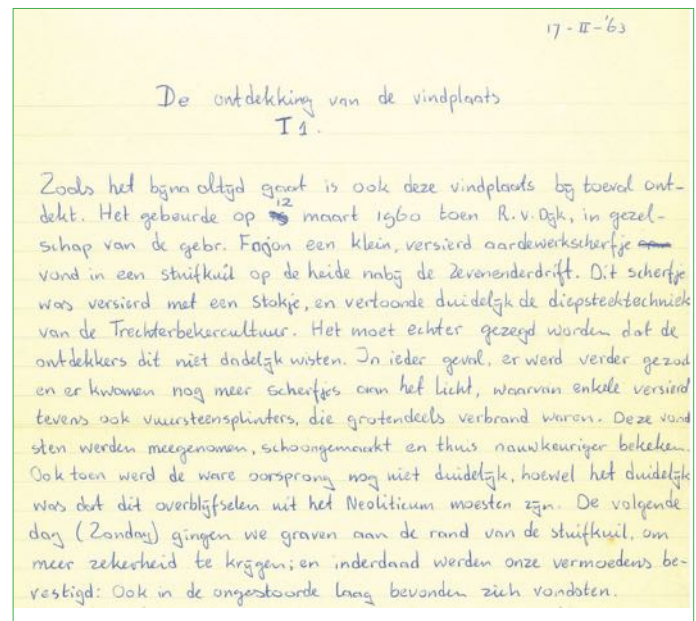 17-II-'63
De ontdekking van de vindplaats
T 1.
Zoals het bijna altijd gaat is ook deze vindplaats bij toeval ont-
dekt. Het gebeurde op 12 maart 1960 toen R.v.Dijk, in gezel-
schap van de gebr. Fajon een klein, versierd aardewerkscherfje
vond in een stuifkuil op de heide nabij de Zevenenderdrift. Dit scherfje
was versierd met een stokje, en vertoonde duidelijk de diepsteektechniek
van de Trechterbekercultuur. Het moet echter gezegd worden dat de
ontdekkers dit niet dadelijk wisten. In ieder geval, er werd verder gezoch
en er kwamen nog meer scherfjes aan het licht, waarvan enkele versierd
tevens ook vuursteensplinters, die grotendeels verbrand waren. Deze vond
sten werden meegenomen, schoongemaakt en thuis nauwkeuriger bekeken.
Ook toen werd de ware oorsprong nog niet duidelijk, hoewel het duidelijk
was dat dit overblijfselen uit het Neoliticum moesten zijn. De volgende
dag (Zondag) gingen we graven aan de rand van de stuifkuil, om
meer zekerheid te krijgen; en inderdaad werden onze vermoedens be-
vestigd: Ook in de ongestoorde laag bevonden zich vondsten.